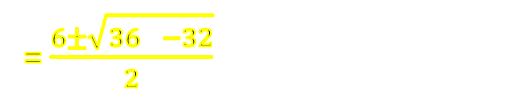 = (6±√(36 −32))/2